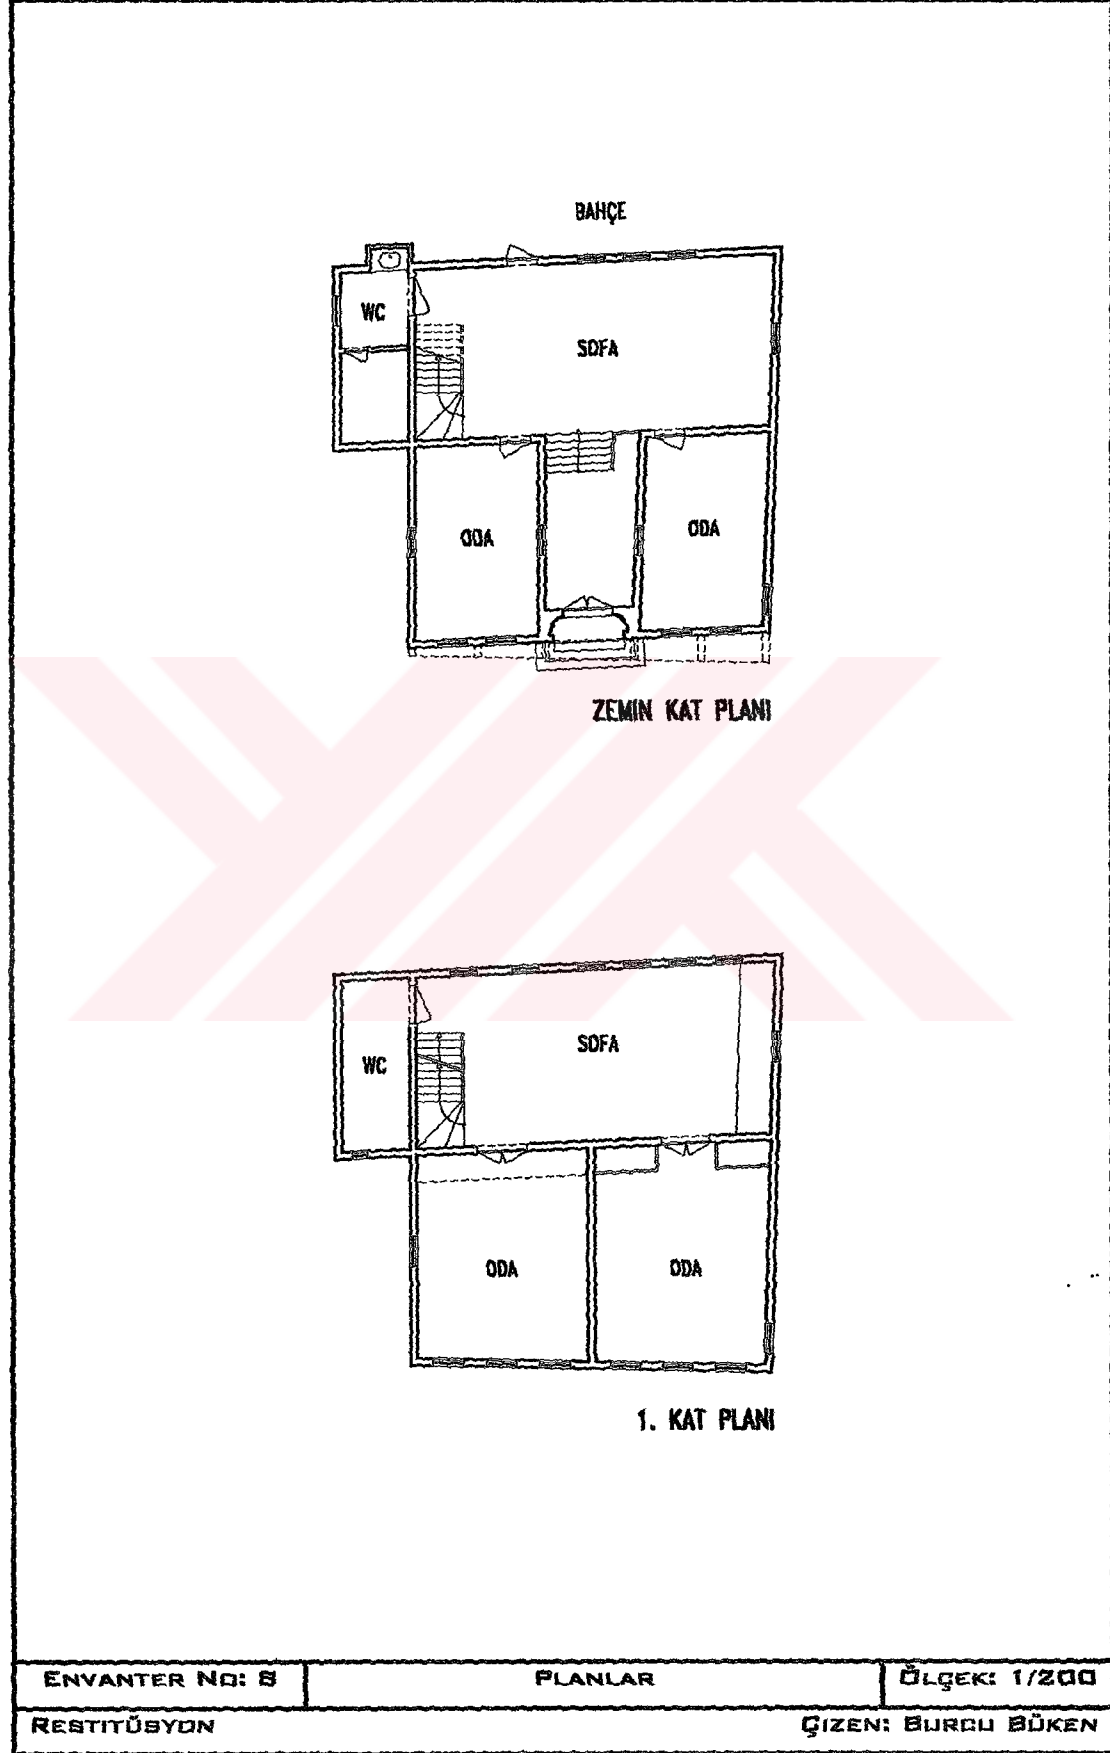 BAHÇE
WC
SOFA
ODA
ODA
ZEMIN KAT PLANI
WC
SOFA
ODA
ODA
1. KAT PLANI
ENVANTER NO: 8
PLANLAR
ÖLÇEK: 1/200
RESTITÜSYON
ÇIZEN: BURCU BÜKEN